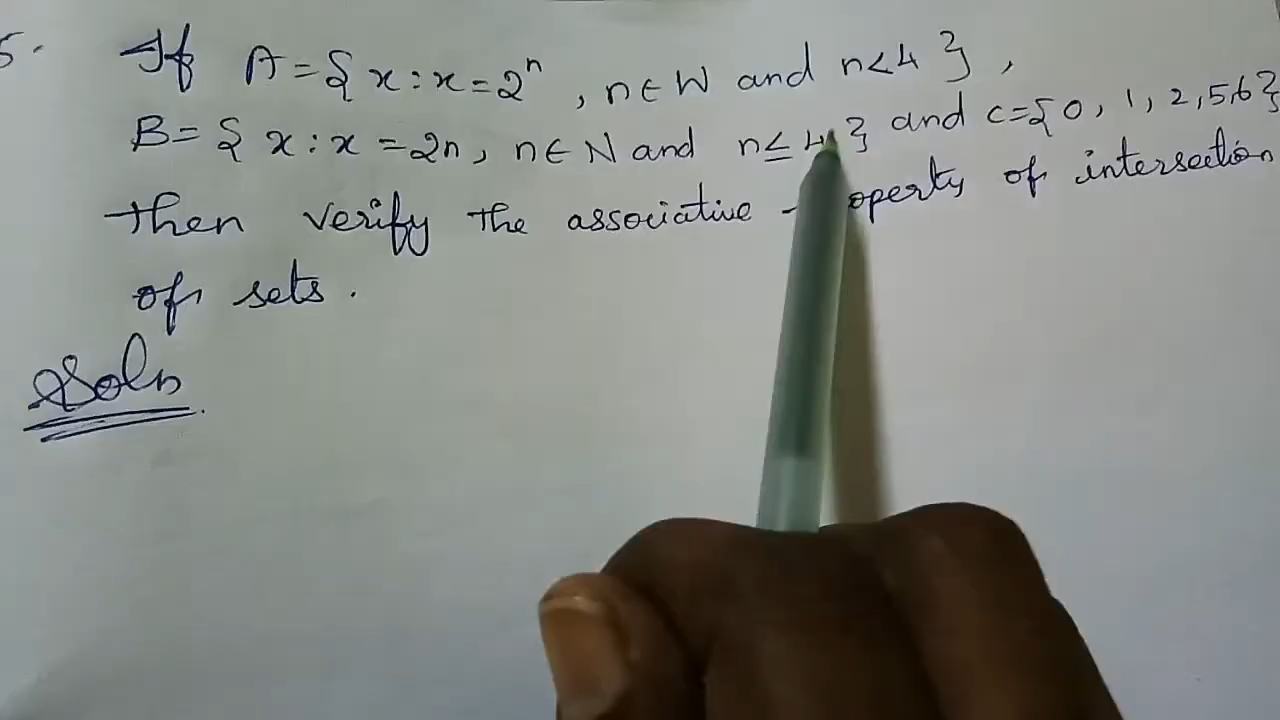 5. If A = { x : x = 2ⁿ , n ∈ W and n < 4 } ,
B = { x : x = 2n , n ∈ N and n ≤ 4 } and C = { 0 , 1 , 2 , 5 , 6 }
then verify the associative operty of intersection
of sets .
Soln